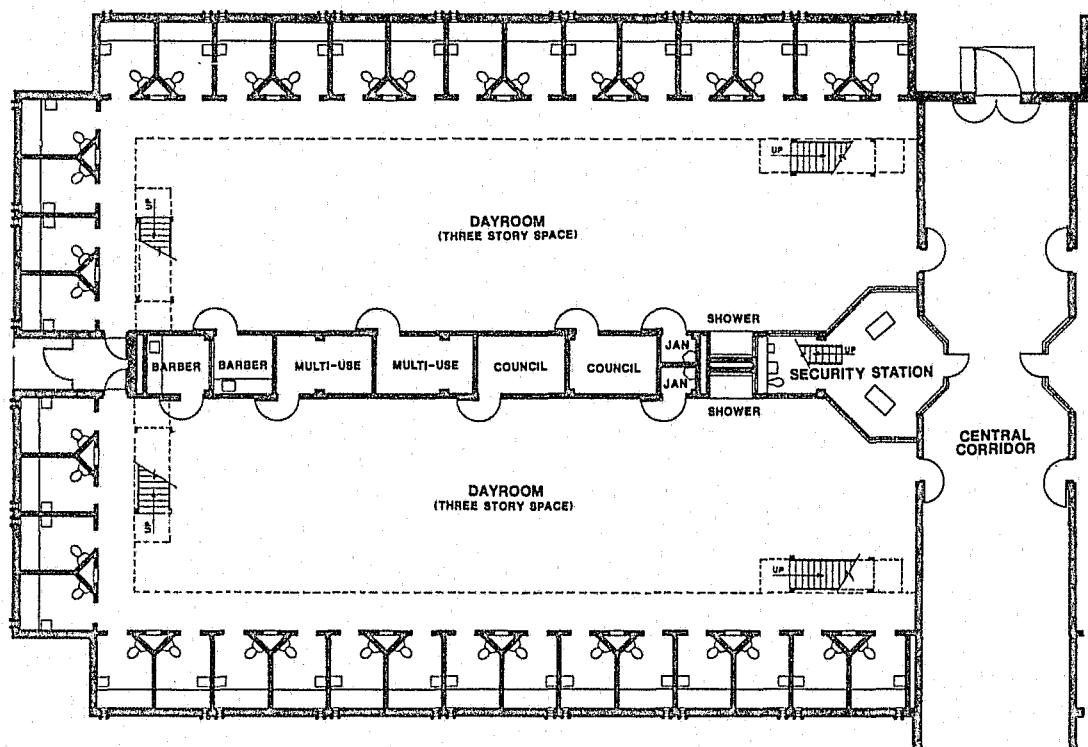 UP
UP
DAYROOM
(THREE STORY SPACE)
SHOWER
BARBER
BARBER
MULTI-USE
MULTI-USE
COUNCIL
COUNCIL
JAN
JAN
UP
SECURITY STATION
SHOWER
CENTRAL
CORRIDOR
DAYROOM
(THREE STORY SPACE)
UP
UP